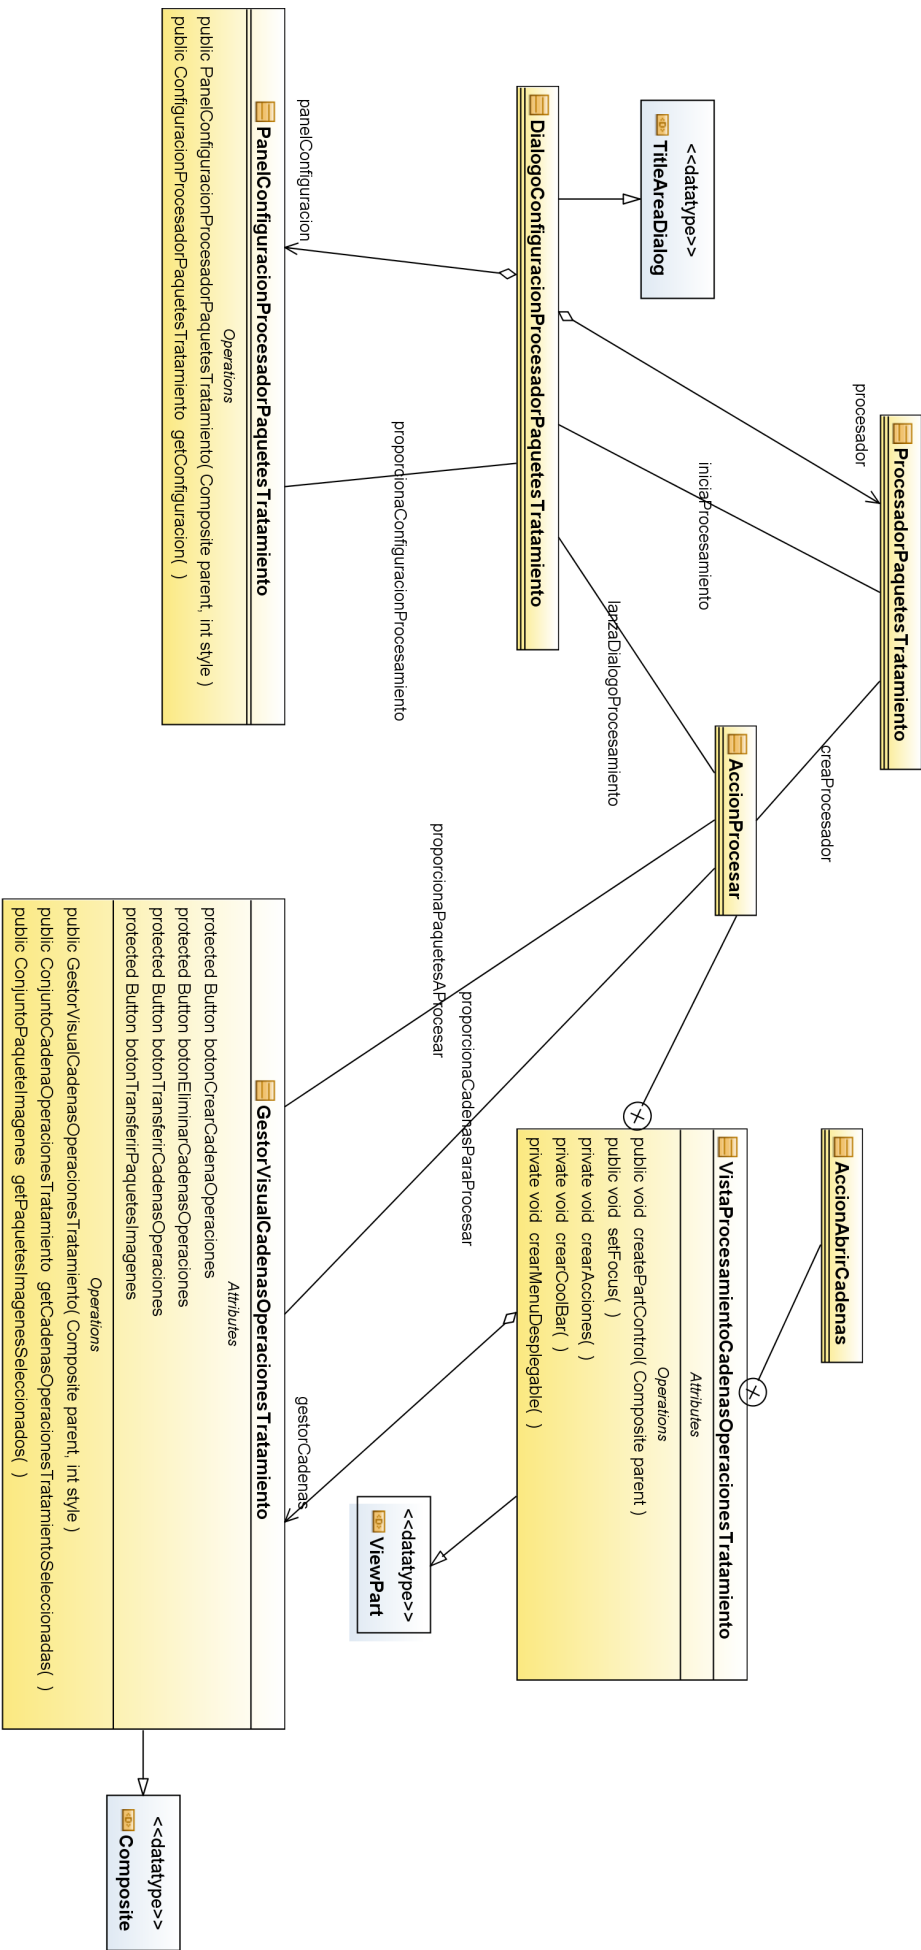 ProcesadorPaquetesTratamiento
procesador
creaProcesador
AccionAbrirCadenas
<<datatype>>
TitleAreaDialog
iniciaProcesamiento
AccionProcesar
lanzaDialogoProcesamiento
DialogoConfiguracionProcesadorPaquetesTratamiento
VistaProcesamientoCadenasOperacionesTratamiento
Attributes
Operations
public void createPartControl( Composite parent )
public void setFocus( )
private void crearAcciones( )
private void crearCoolBar( )
private void crearMenuDesplegable( )
proporcionaConfiguracionProcesamiento
proporcionaCadenasParaProcesar
proporcionaPaquetesAProcesar
<<datatype>>
ViewPart
panelConfiguracion
gestorCadenas
PanelConfiguracionProcesadorPaquetesTratamiento
Operations
public PanelConfiguracionProcesadorPaquetesTratamiento( Composite parent, int style )
public ConfiguracionProcesadorPaquetesTratamiento getConfiguracion( )
GestorVisualCadenasOperacionesTratamiento
Attributes
protected Button botonCrearCadenaOperaciones
protected Button botonEliminarCadenasOperaciones
protected Button botonTransferirCadenasOperaciones
protected Button botonTransferirPaquetesImagenes
Operations
public GestorVisualCadenasOperacionesTratamiento( Composite parent, int style )
public ConjuntoCadenaOperacionesTratamiento getCadenasOperacionesTratamientoSeleccionadas( )
public ConjuntoPaqueteImagenes getPaquetesImagenesSeleccionados( )
<<datatype>>
Composite